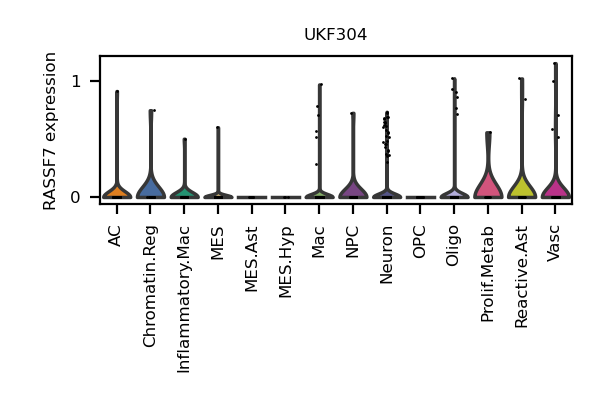 UKF304
RASSF7 expression
1
0
AC
Chromatin.Reg
Inflammatory.Mac
MES
MES.Ast
MES.Hyp
Mac
NPC
Neuron
OPC
Oligo
Prolif.Metab
Reactive.Ast
Vasc